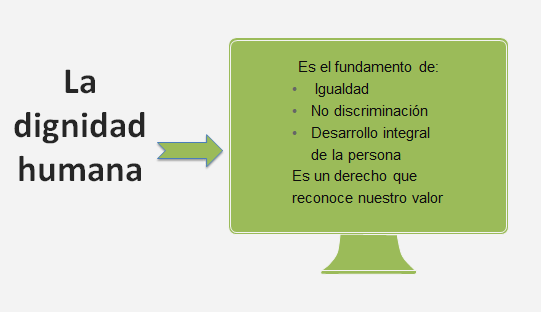 La
dignidad
humana
Es el fundamento de:
• Igualdad
• No discriminación
• Desarrollo integral
de la persona
Es un derecho que
reconoce nuestro valor